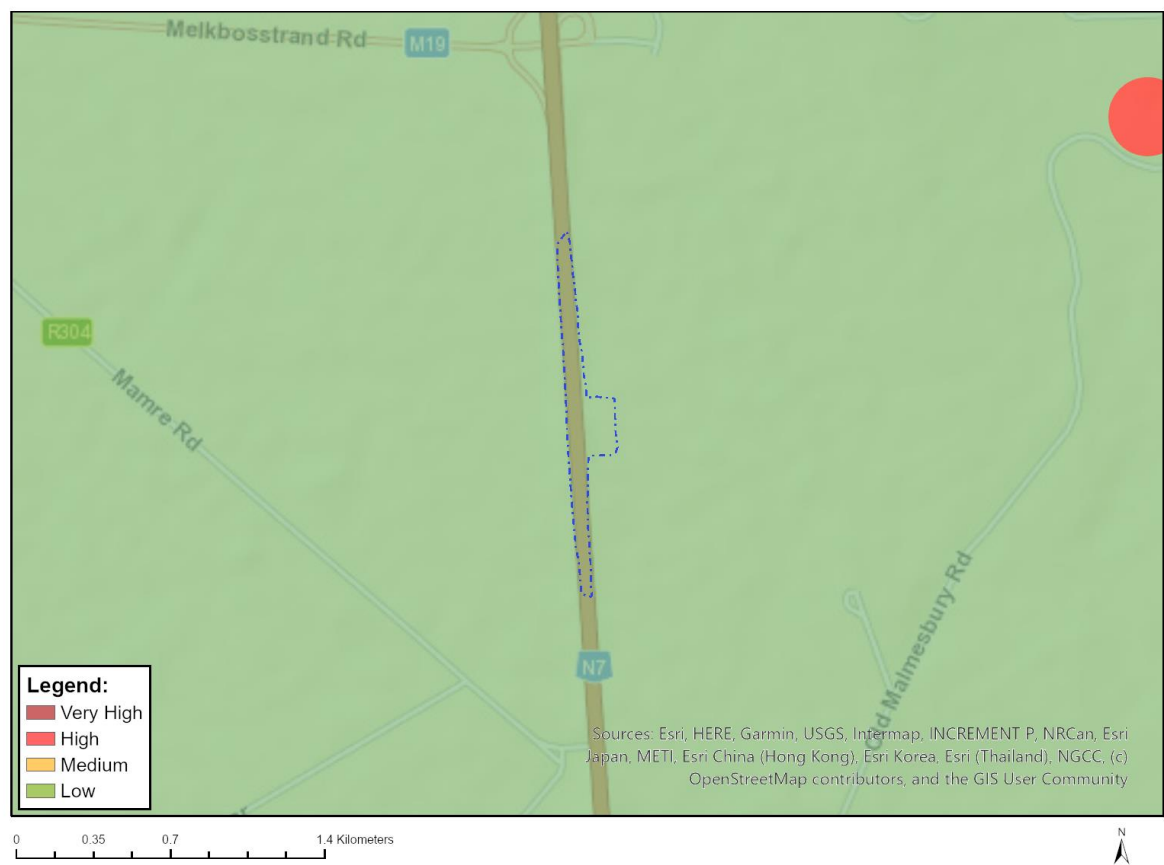 Melkbosstrand Rd
M19
R304
Mamre Rd
N7
Old Malmesbury Rd
Legend:
Very High
High
Medium
Low
Sources: Esri, HERE, Garmin, USGS, Intermap, INCREMENT P, NRCan, Esri
Japan, METI, Esri China (Hong Kong), Esri Korea, Esri (Thailand), NGCC, (c)
OpenStreetMap contributors, and the GIS User Community
0 0.35 0.7 1.4 Kilometers
N